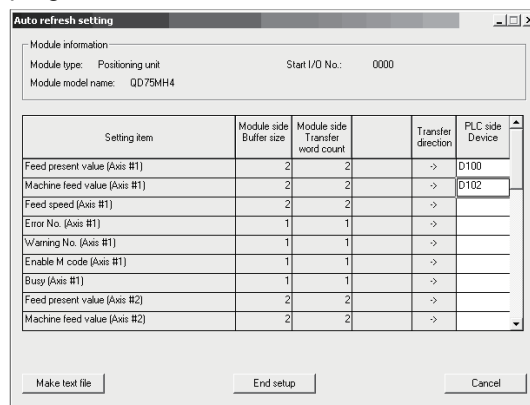 Auto refresh setting
Module information
Module type: Positioning unit Start I/O No.: 0000
Module model name: QD75MH4
Setting item Module side Buffer size Module side Transfer word count Transfer direction PLC side Device
Feed present value (Axis #1) 2 2 -> D100
Machine feed value (Axis #1) 2 2 -> D102
Feed speed (Axis #1) 2 2 ->
Error No. (Axis #1) 1 1 ->
Warning No. (Axis #1) 1 1 ->
Enable M code (Axis #1) 1 1 ->
Busy (Axis #1) 1 1 ->
Feed present value (Axis #2) 2 2 ->
Machine feed value (Axis #2) 2 2 ->
Make text file End setup Cancel